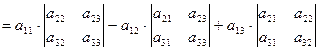 = a₁₁ · |a₂₂ a₂₃; a₃₂ a₃₃| − a₁₂ · |a₂₁ a₂₃; a₃₁ a₃₃| + a₁₃ · |a₂₁ a₂₂; a₃₁ a₃₂|